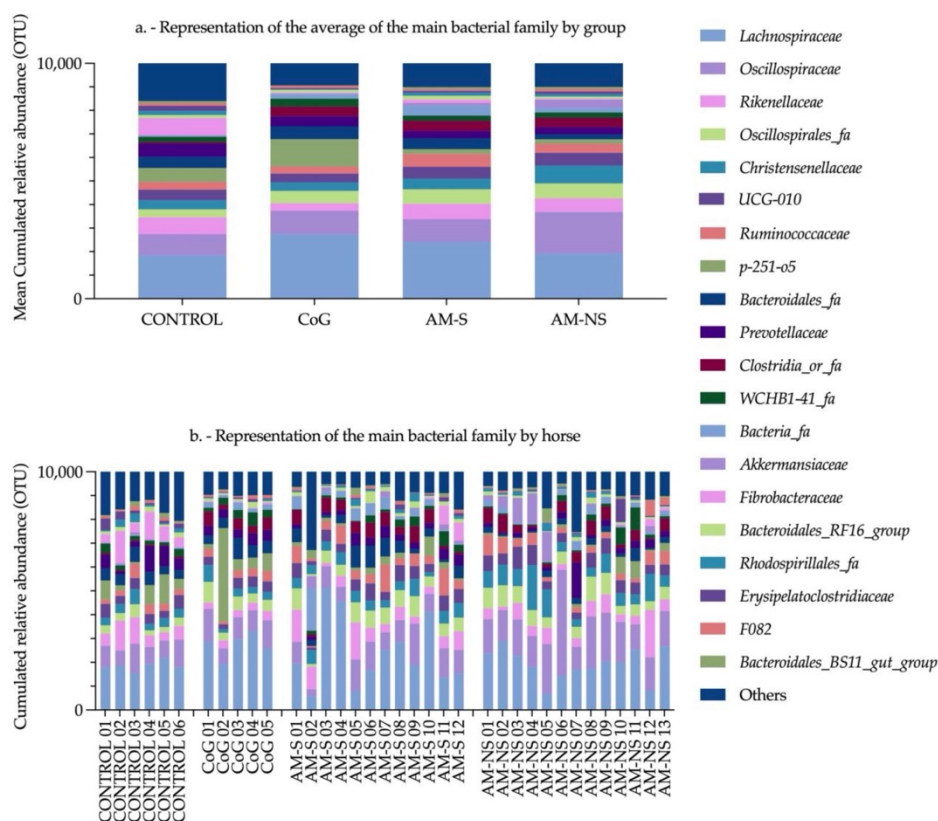 a. - Representation of the average of the main bacterial family by group
Mean Cumulated relative abundance (OTU)
10,000
0
CONTROL
CoG
AM-S
AM-NS
b. - Representation of the main bacterial family by horse
Cumulated relative abundance (OTU)
10,000
0
CONTROL 01
CONTROL 02
CONTROL 03
CONTROL 04
CONTROL 05
CONTROL 06
CoG 01
CoG 02
CoG 03
CoG 04
CoG 05
AM-S 01
AM-S 02
AM-S 03
AM-S 04
AM-S 05
AM-S 06
AM-S 07
AM-S 08
AM-S 09
AM-S 10
AM-S 11
AM-S 12
AM-NS 01
AM-NS 02
AM-NS 03
AM-NS 04
AM-NS 05
AM-NS 06
AM-NS 07
AM-NS 08
AM-NS 09
AM-NS 10
AM-NS 11
AM-NS 12
AM-NS 13
Lachnospiraceae
Oscillospiraceae
Rikenellaceae
Oscillospirales_fa
Christensenellaceae
UCG-010
Ruminococcaceae
p-251-o5
Bacteroidales_fa
Prevotellaceae
Clostridia_or_fa
WCHB1-41_fa
Bacteria_fa
Akkermansiaceae
Fibrobacteraceae
Bacteroidales_RF16_group
Rhodospirillales_fa
Erysipelatoclostridiaceae
F082
Bacteroidales_BS11_gut_group
Others